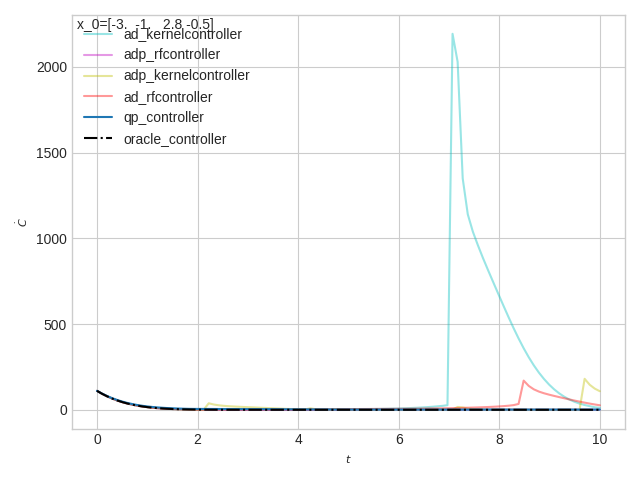 x_0=[-3. -1. 2.8 -0.5]
ad_kernelcontroller
adp_rfcontroller
adp_kernelcontroller
ad_rfcontroller
qp_controller
oracle_controller
2000
1500
1000
500
0
Ċ
0 2 4 6 8 10
t